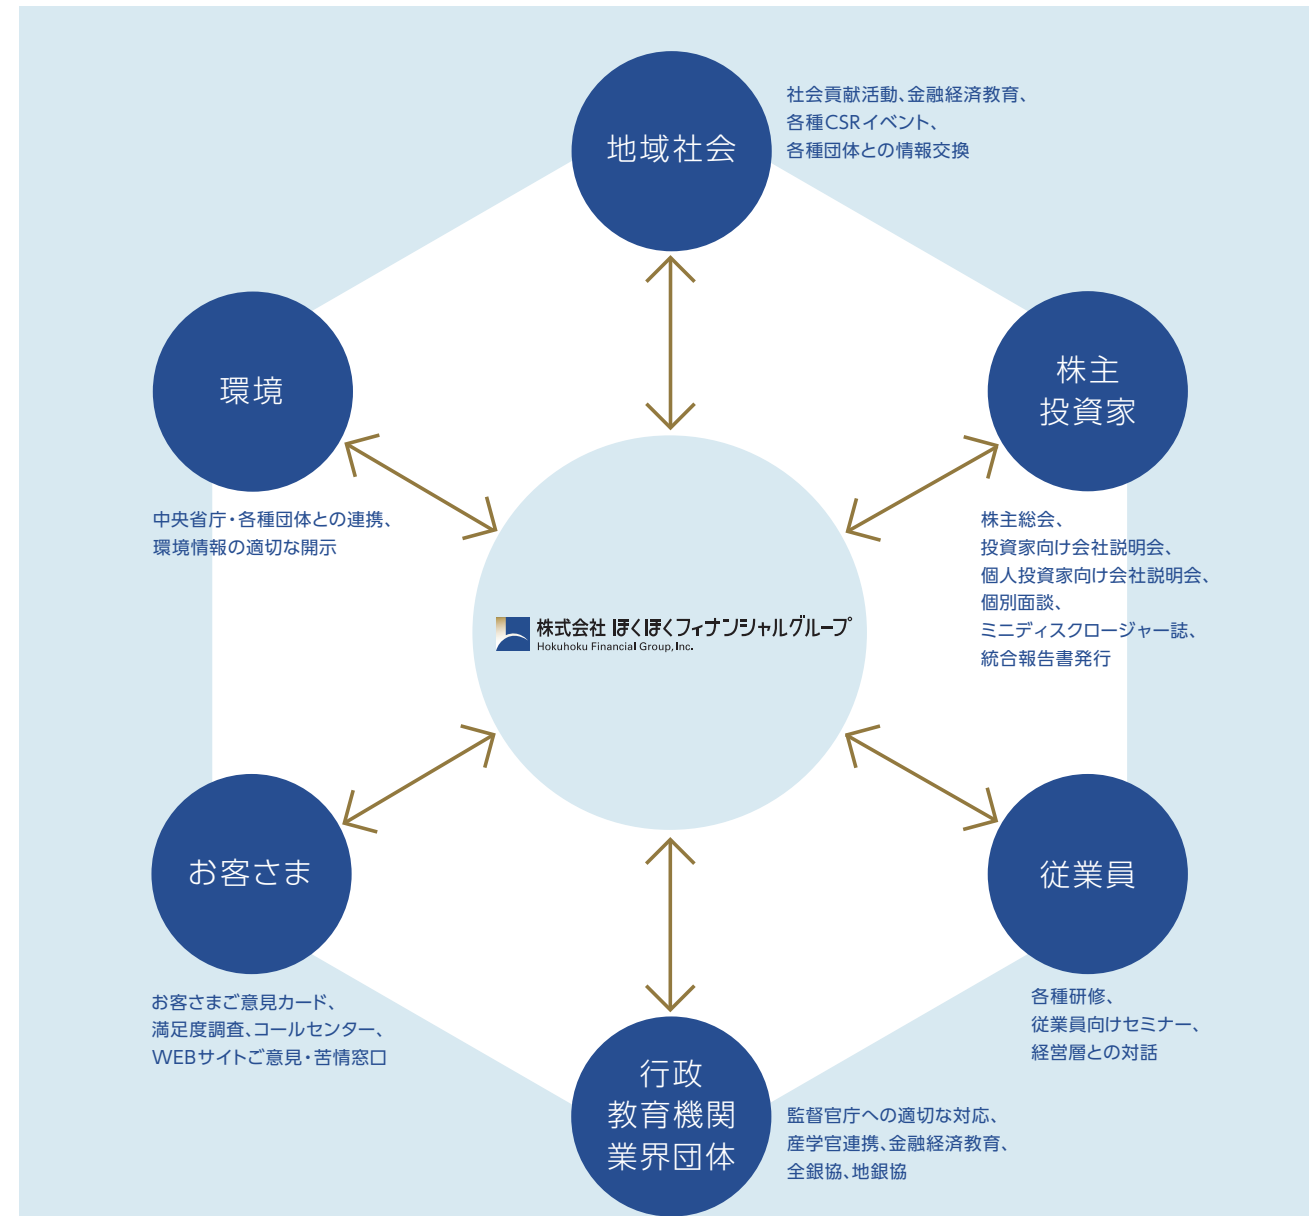 地域社会
社会貢献活動、金融経済教育、
各種CSRイベント、
各種団体との情報交換
環境
中央省庁・各種団体との連携、
環境情報の適切な開示
株主
投資家
株主総会、
投資家向け会社説明会、
個人投資家向け会社説明会、
個別面談、
ミニディスクロージャー誌、
統合報告書発行
株式会社 ほくほくフィナンシャルグループ
Hokuhoku Financial Group, Inc.
お客さま
お客さまご意見カード、
満足度調査、コールセンター、
WEBサイトご意見・苦情窓口
従業員
各種研修、
従業員向けセミナー、
経営層との対話
行政
教育機関
業界団体
監督官庁への適切な対応、
産学官連携、金融経済教育、
全銀協、地銀協